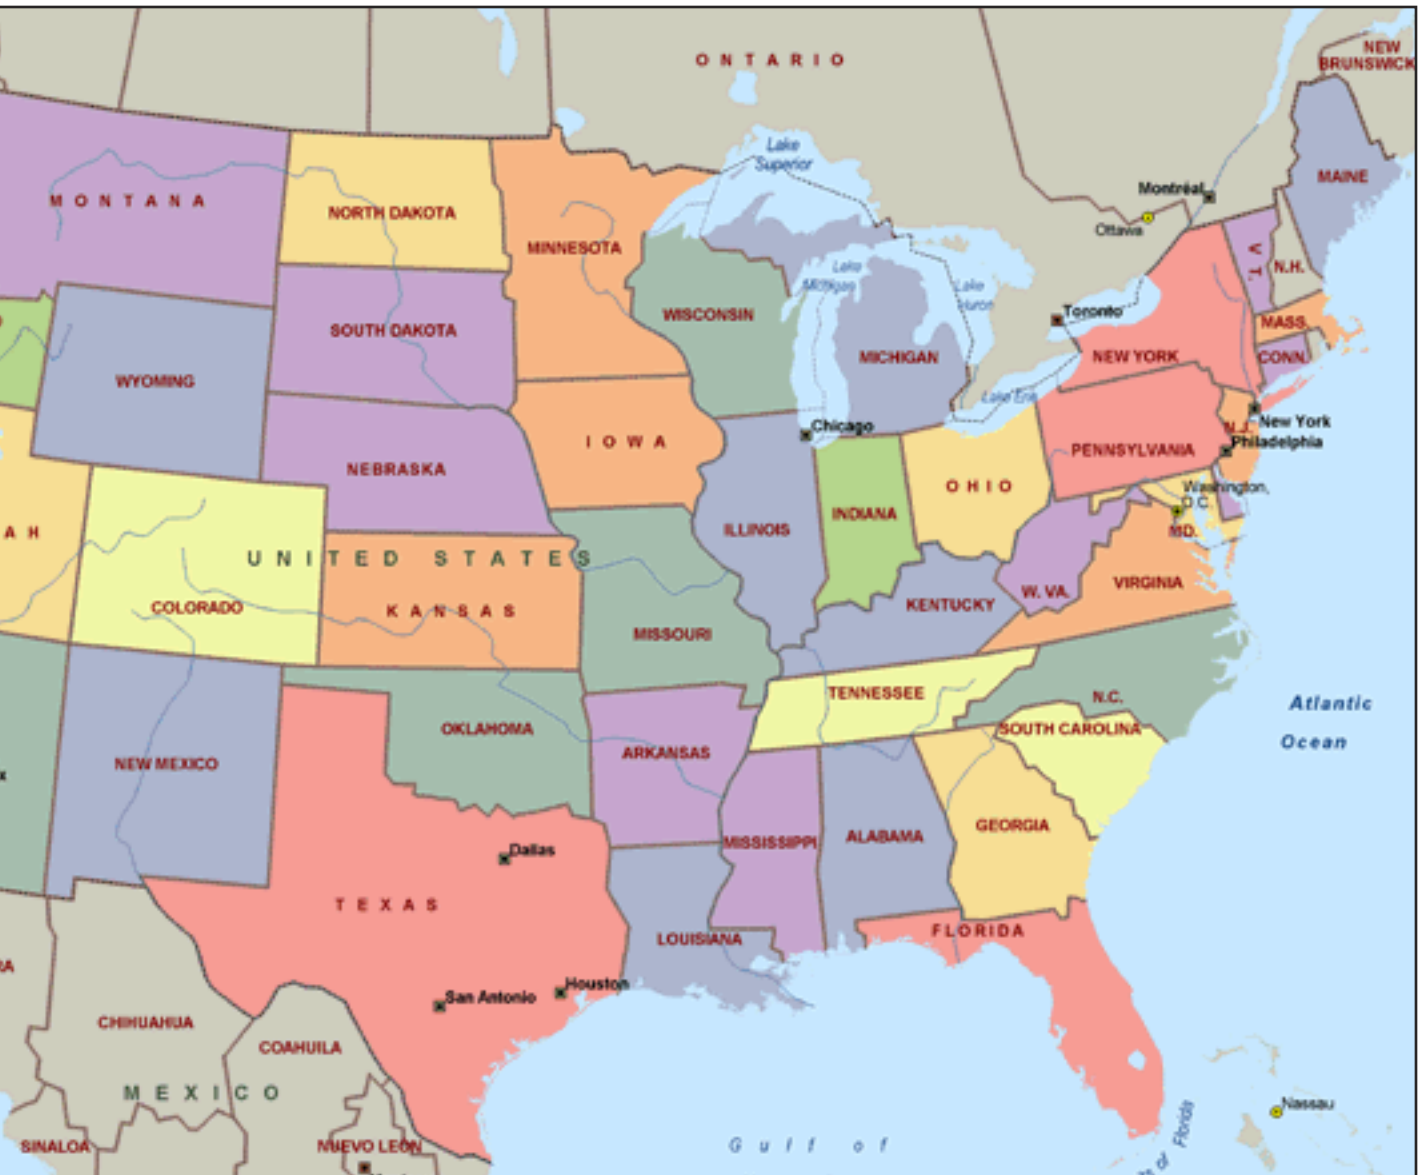 ONTARIO
NEW
BRUNSWICK
Lake
Superior
MAINE
Montréal
MONTANA
NORTH DAKOTA
Ottawa
MINNESOTA
V T.
N.H.
Lake
Michigan
Lake
Huron
WISCONSIN
Toronto
MASS.
SOUTH DAKOTA
MICHIGAN
NEW YORK
CONN.
WYOMING
Lake Erie
Chicago
New York
N.J.
Philadelphia
IOWA
PENNSYLVANIA
NEBRASKA
OHIO
Washington,
D.C.
INDIANA
ILLINOIS
MD.
AH
UNITED STATES
VIRGINIA
W. VA.
COLORADO
KANSAS
KENTUCKY
MISSOURI
TENNESSEE
N.C.
Atlantic
Ocean
OKLAHOMA
SOUTH CAROLINA
ARKANSAS
NEW MEXICO
GEORGIA
MISSISSIPPI
ALABAMA
Dallas
TEXAS
FLORIDA
LOUISIANA
Houston
San Antonio
CHIHUAHUA
COAHUILA
MEXICO
Nassau
SINALOA
NUEVO LEON
Gulf of
of Florida